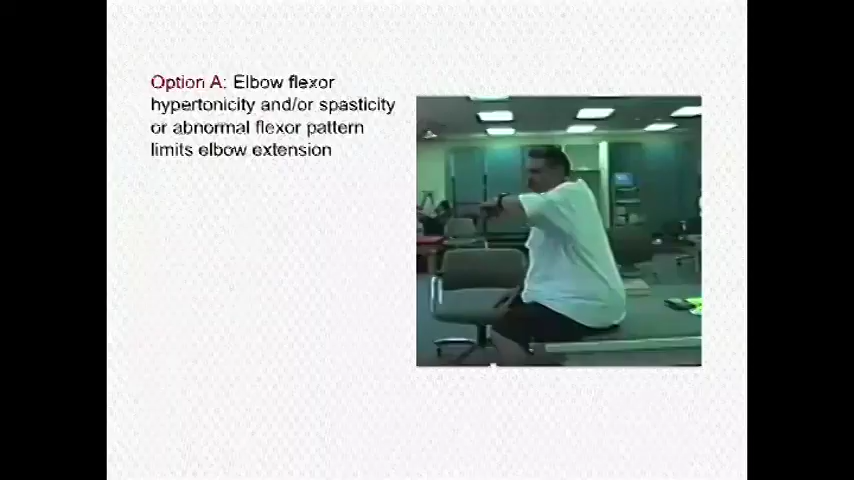 Option A: Elbow flexor
hypertonicity and/or spasticity
or abnormal flexor pattern
limits elbow extension